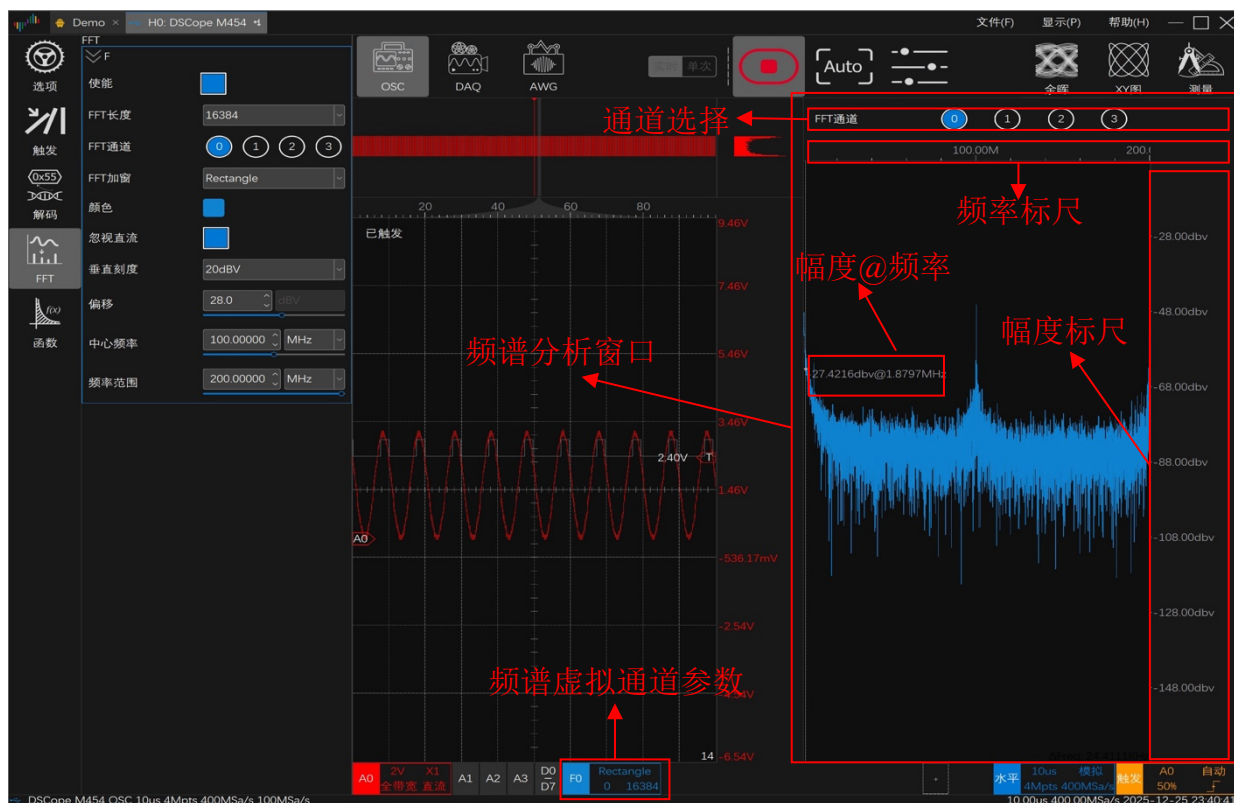 Demo ×
H0: DSCope M454
文件(F) 显示(P) 帮助(H)
选项
触发
0x55
解码
FFT
f(x)
函数
FFT
F
使能
FFT长度 16384
FFT通道 0 1 2 3
FFT加窗 Rectangle
颜色
忽视直流
垂直刻度 20dBV
偏移 28.0 dBV
中心频率 100.00000 MHz
频率范围 200.00000 MHz
OSC DAQ AWG
实时 单次
Auto
全晖 XY图 测量
通道选择
FFT通道 0 1 2 3
100.00M 200.
频率标尺
20 40 60 80
已触发
9.46V
7.46V
5.46V
3.46V
2.40V T
1.46V
A0
-536.17mV
-2.54V
-4.54V
14 -6.54V
幅度@频率
27.4216dbv@1.8797MHz
频谱分析窗口
幅度标尺
-28.00dbv
-48.00dbv
-68.00dbv
-88.00dbv
-108.00dbv
-128.00dbv
-148.00dbv
频谱虚拟通道参数
A0 2V X1
全带宽 直流
A1 A2 A3 D0
D7
F0 Rectangle
0 16384
水平 10us 模拟
4Mpts 400MSa/s
触发 A0 自动
50%
DSCope M454 OSC 10us 4Mpts 400MSa/s 100MSa/s
10.00us 400.00MSa/s 2025-12-25 23:40:41